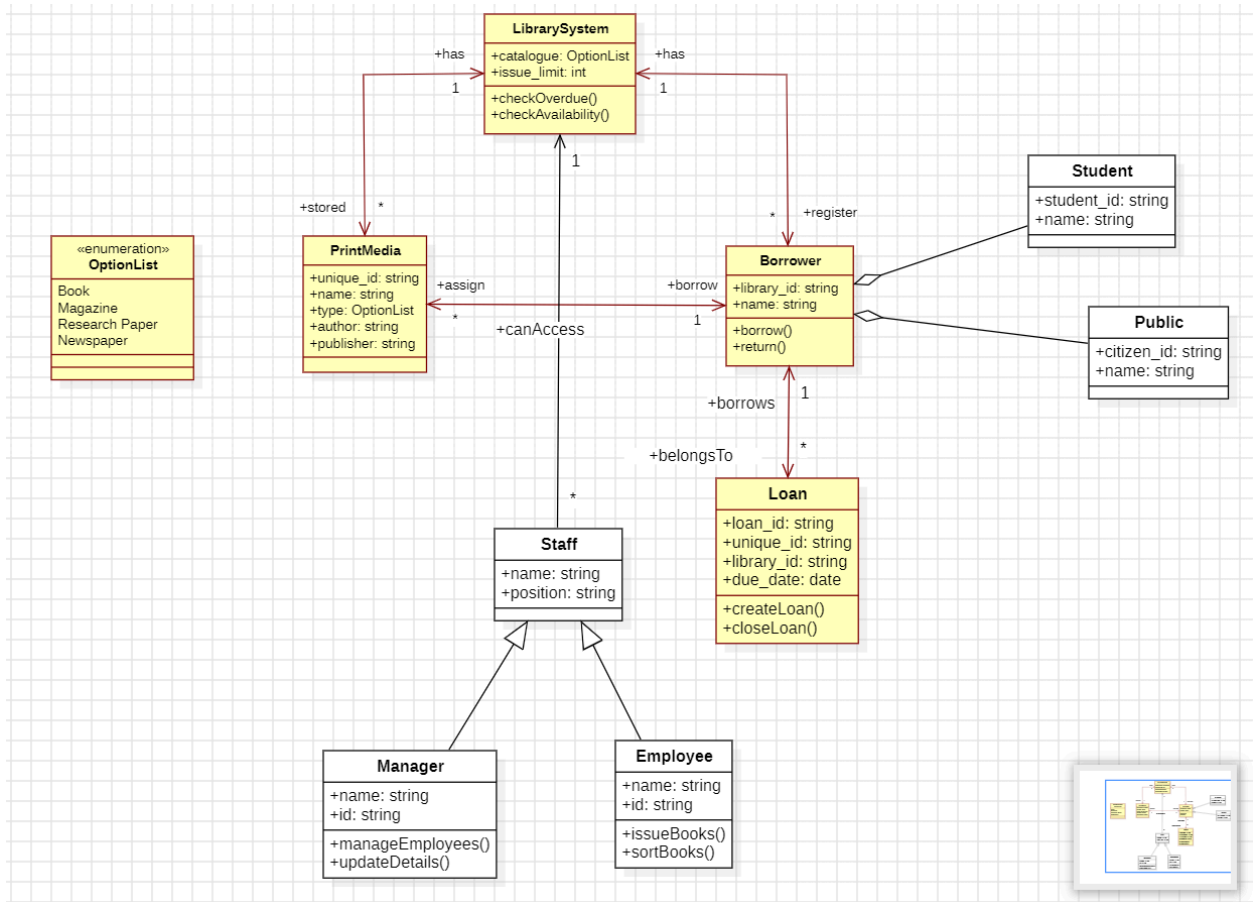 LibrarySystem
+catalogue: OptionList
+issue_limit: int
+checkOverdue()
+checkAvailability()
+has
1
+has
1
1
+stored
*
*
+register
Student
+student_id: string
+name: string
«enumeration»
OptionList
Book
Magazine
Research Paper
Newspaper
PrintMedia
+unique_id: string
+name: string
+type: OptionList
+author: string
+publisher: string
+assign
*
+borrow
1
+canAccess
Borrower
+library_id: string
+name: string
+borrow()
+return()
Public
+citizen_id: string
+name: string
+borrows
1
+belongsTo
*
*
Loan
+loan_id: string
+unique_id: string
+library_id: string
+due_date: date
+createLoan()
+closeLoan()
Staff
+name: string
+position: string
Manager
+name: string
+id: string
+manageEmployees()
+updateDetails()
Employee
+name: string
+id: string
+issueBooks()
+sortBooks()